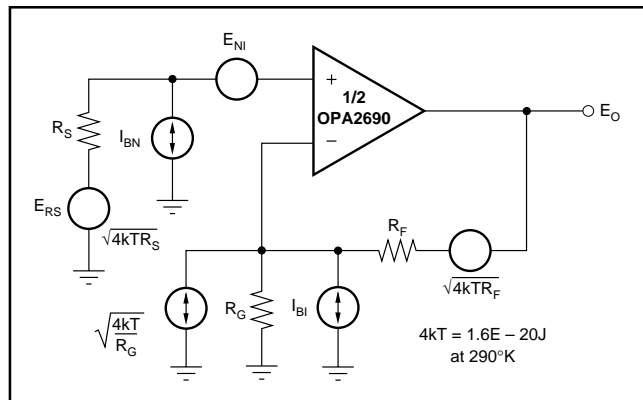 E_NI
+
1/2
OPA2690
−
E_O
R_S
I_BN
E_RS
√4kTR_S
R_F
√4kTR_F
√4kT/R_G
R_G
I_BI
4kT = 1.6E – 20J
at 290°K